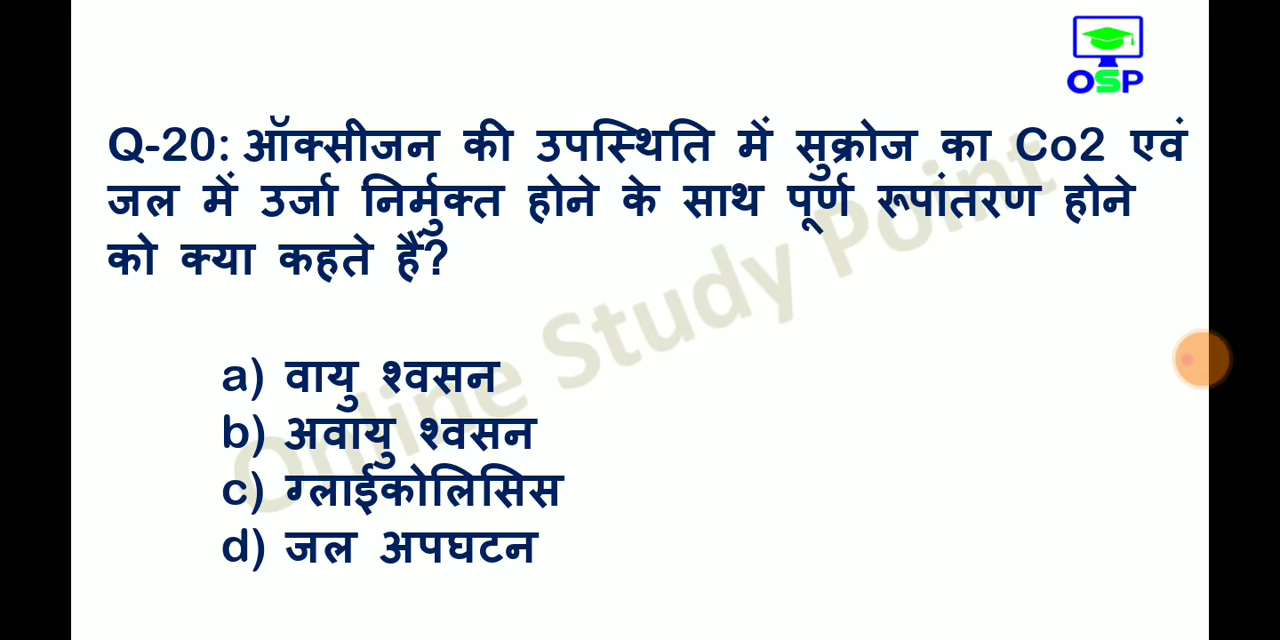 OSP
Q-20: ऑक्सीजन की उपस्थिति में सुक्रोज का Co2 एवं
जल में उर्जा निर्मुक्त होने के साथ पूर्ण रूपांतरण होने
को क्या कहते हैं?
a) वायु श्वसन
b) अवायु श्वसन
c) ग्लाईकोलिसिस
d) जल अपघटन
Online Study Point